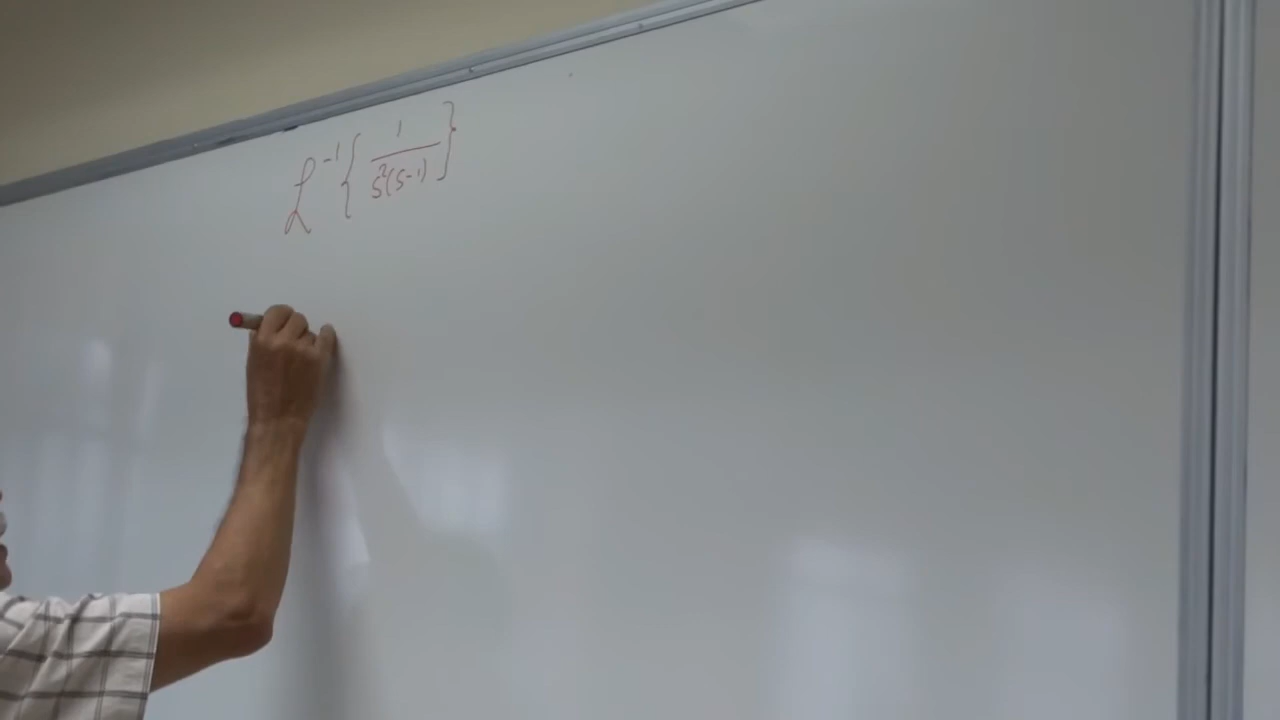 ℒ⁻¹{ 1/(s²(s-1)) }